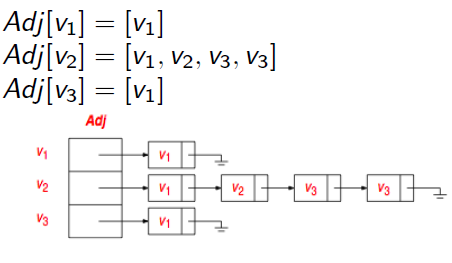 Adj[v₁] = [v₁]
Adj[v₂] = [v₁, v₂, v₃, v₃]
Adj[v₃] = [v₁]
Adj
v₁ v₁
v₂ v₁ v₂ v₃ v₃
v₃ v₁